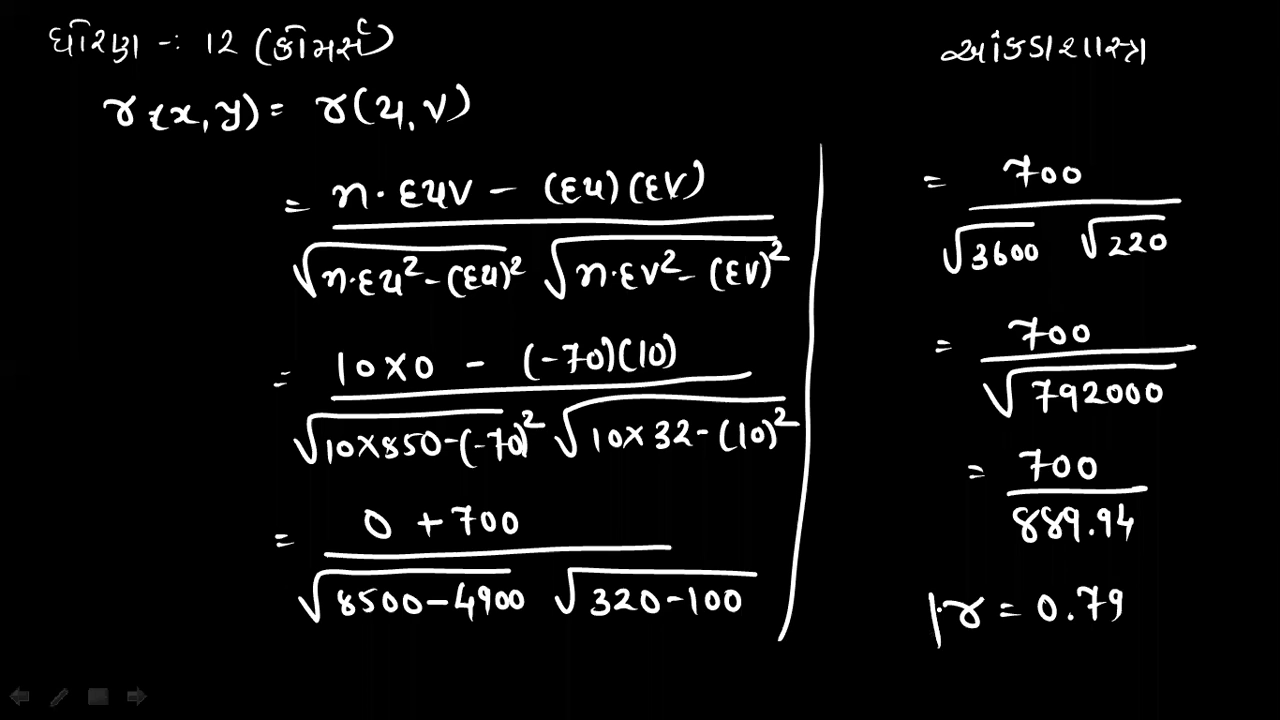 ધોરણ -: 12 (કોમર્સ)
આંકડાશાસ્ત્ર
r(x, y) = r(u, v)
= n·Σuv − (Σu)(Σv) / √n·Σu² − (Σu)² √n·Σv² − (Σv)²
= 10×0 − (-70)(10) / √10×850 − (-70)² √10×32 − (10)²
= 0 + 700 / √8500 − 4900 √320 − 100
= 700 / √3600 √220
= 700 / √792000
= 700 / 889.94
∴ r = 0.79